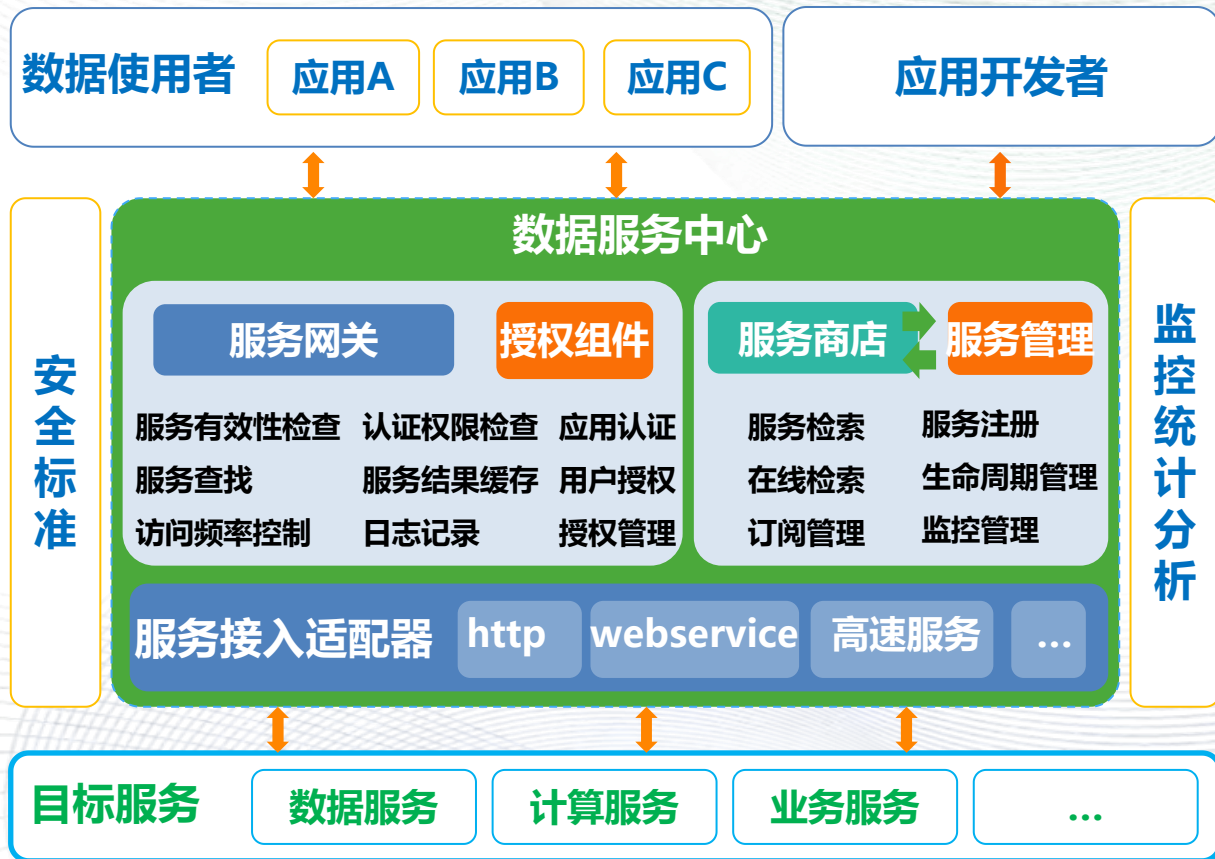 数据使用者
应用A
应用B
应用C
应用开发者
安全标准
数据服务中心
服务网关
授权组件
服务有效性检查
认证权限检查
应用认证
服务查找
服务结果缓存
用户授权
访问频率控制
日志记录
授权管理
服务商店
服务管理
服务检索
服务注册
在线检索
生命周期管理
订阅管理
监控管理
服务接入适配器
http
webservice
高速服务
...
监控统计分析
目标服务
数据服务
计算服务
业务服务
...